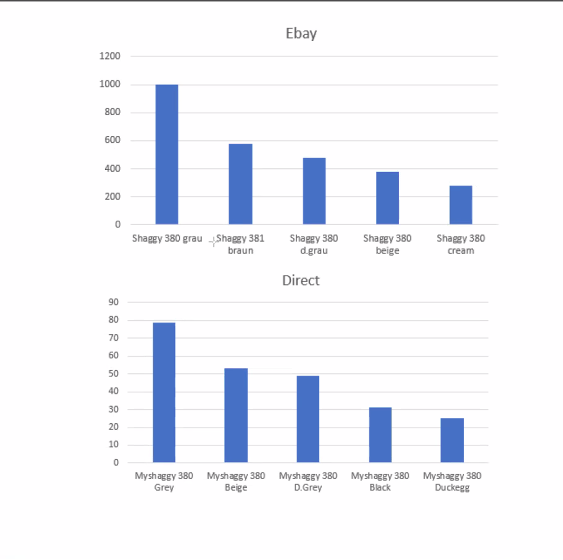 Ebay
1200
1000
800
600
400
200
0
Shaggy 380 grau
Shaggy 381
braun
Shaggy 380
d.grau
Shaggy 380
beige
Shaggy 380
cream
Direct
90
80
70
60
50
40
30
20
10
0
Myshaggy 380
Grey
Myshaggy 380
Beige
Myshaggy 380
D.Grey
Myshaggy 380
Black
Myshaggy 380
Duckegg